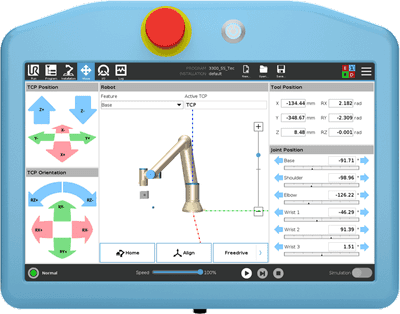 UR
Run
Program
Installation
Move
I/O
Log
PROGRAM
INSTALLATION default
New
Open
Save
TCP Position
Robot
Tool Position
Feature
Active TCP
Base
TCP
Z+
Z-
X-
Y-
Y+
X+
X -134.44 mm RX 2.182 rad
Y -348.67 mm RY -2.309 rad
Z 8.48 mm RZ -0.001 rad
TCP Orientation
Joint Position
RZ+
RZ-
RY-
RX-
RX+
RY+
Base -91.71 °
Shoulder -98.96 °
Elbow -126.22 °
Wrist 1 -46.29 °
Wrist 2 91.39 °
Wrist 3 1.51 °
Home
Align
Freedrive
Normal
Speed
100%
Simulation